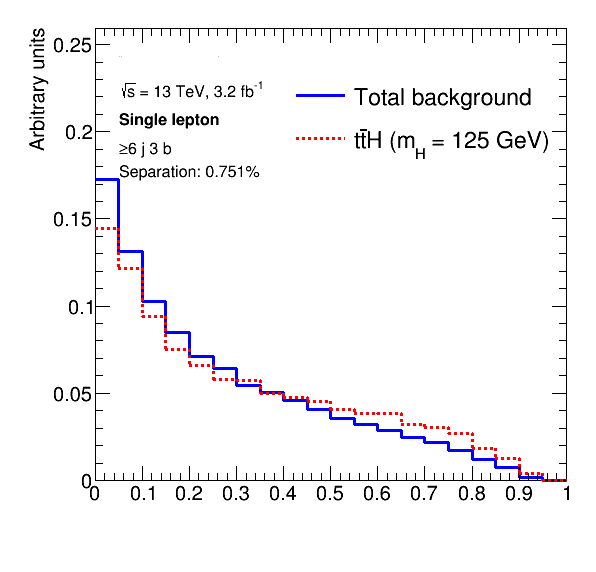 Arbitrary units
0.25
0.2
0.15
0.1
0.05
0
√s = 13 TeV, 3.2 fb⁻¹
Single lepton
≥6 j 3 b
Separation: 0.751%
Total background
tt̄H (m_H = 125 GeV)
0 0.1 0.2 0.3 0.4 0.5 0.6 0.7 0.8 0.9 1